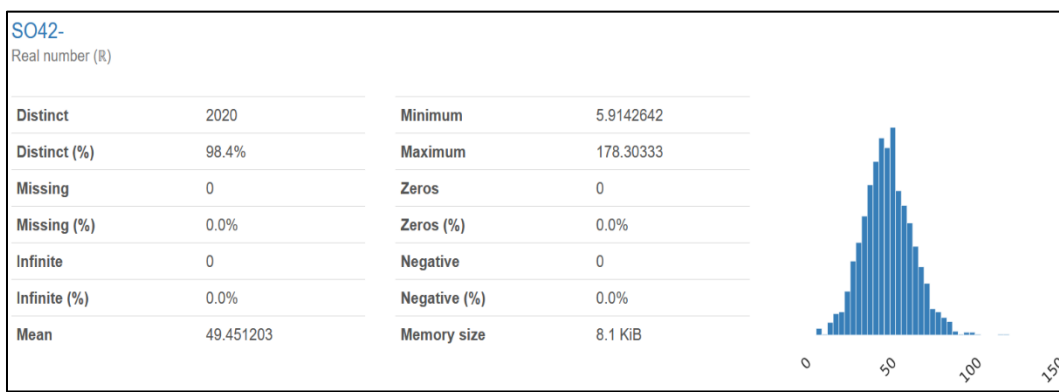 SO42-
Real number (ℝ)
Distinct 2020 Minimum 5.9142642
Distinct (%) 98.4% Maximum 178.30333
Missing 0 Zeros 0
Missing (%) 0.0% Zeros (%) 0.0%
Infinite 0 Negative 0
Infinite (%) 0.0% Negative (%) 0.0%
Mean 49.451203 Memory size 8.1 KiB
0 50 100 150